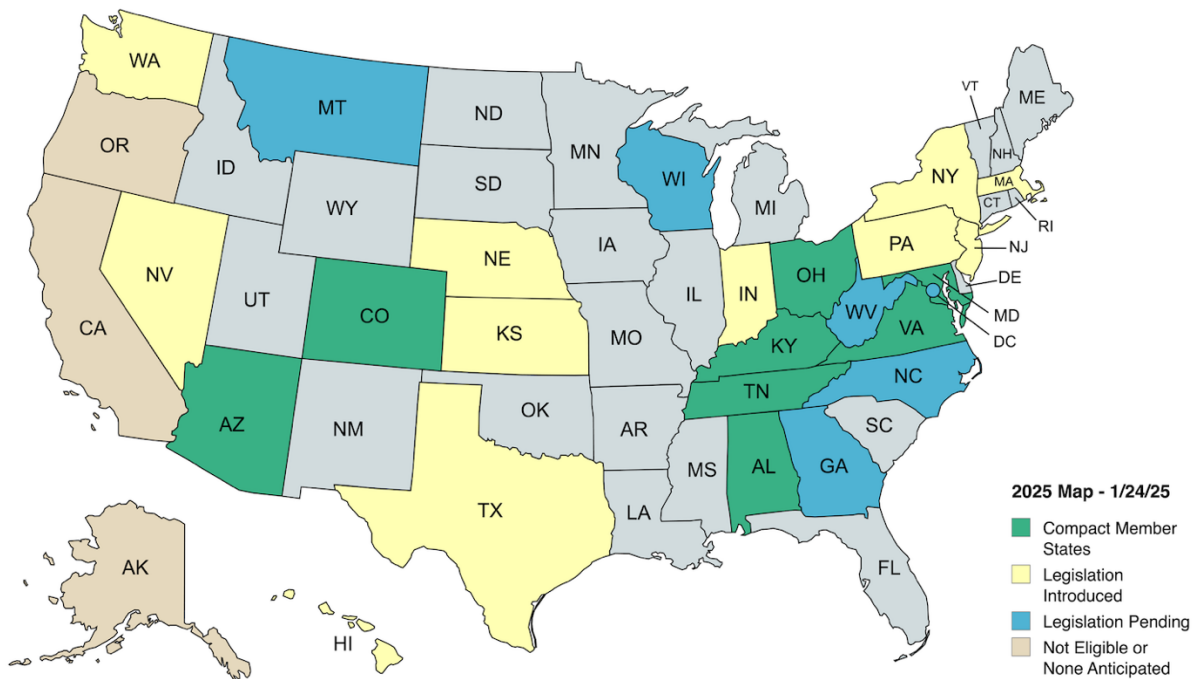 WA
MT
ND
MN
VT
ME
OR
ID
SD
WI
NH
NY
MA
WY
MI
CT
RI
IA
PA
NJ
NE
NV
OH
DE
IL
IN
UT
CO
WV
MD
CA
KS
VA
DC
MO
KY
NC
TN
OK
AZ
NM
AR
SC
MS
AL
GA
TX
LA
FL
AK
HI
2025 Map - 1/24/25
Compact Member
States
Legislation
Introduced
Legislation Pending
Not Eligible or
None Anticipated